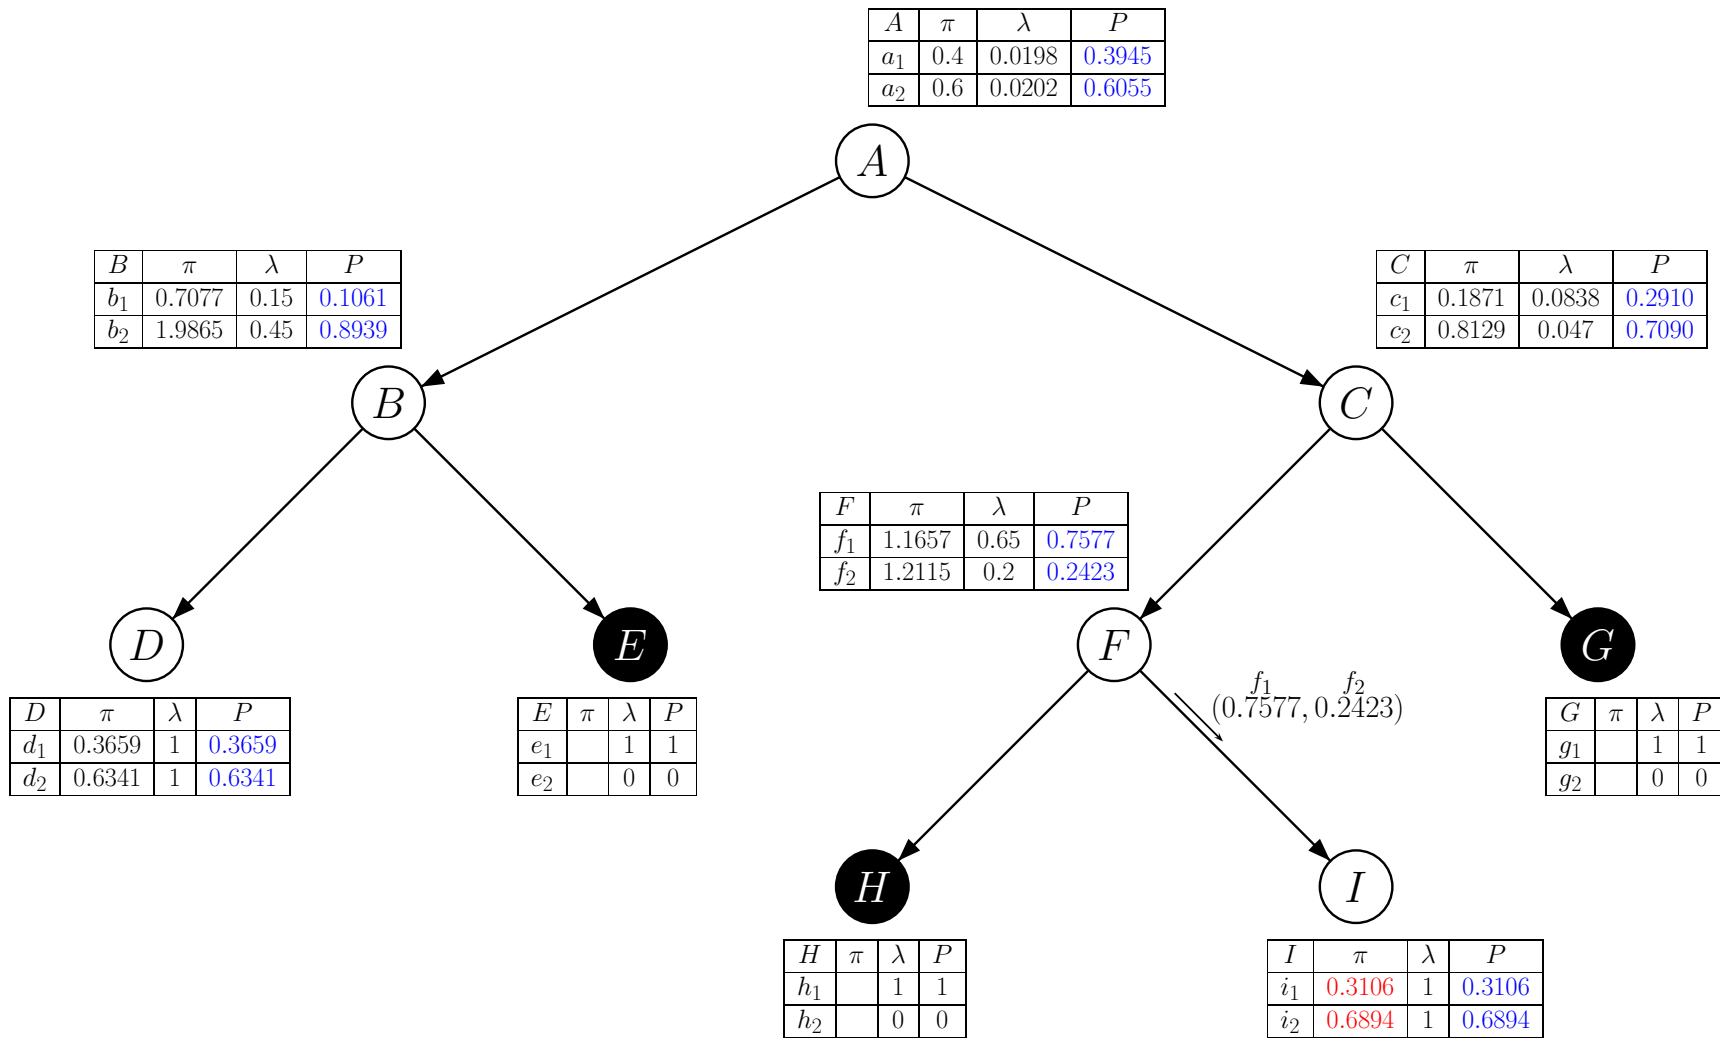 A π λ P
a1 0.4 0.0198 0.3945
a2 0.6 0.0202 0.6055
A
B π λ P
b1 0.7077 0.15 0.1061
b2 1.9865 0.45 0.8939
C π λ P
c1 0.1871 0.0838 0.2910
c2 0.8129 0.047 0.7090
B
C
F π λ P
f1 1.1657 0.65 0.7577
f2 1.2115 0.2 0.2423
D
E
F
G
f1 f2
(0.7577, 0.2423)
D π λ P
d1 0.3659 1 0.3659
d2 0.6341 1 0.6341
E π λ P
e1 1 1
e2 0 0
G π λ P
g1 1 1
g2 0 0
H
I
H π λ P
h1 1 1
h2 0 0
I π λ P
i1 0.3106 1 0.3106
i2 0.6894 1 0.6894